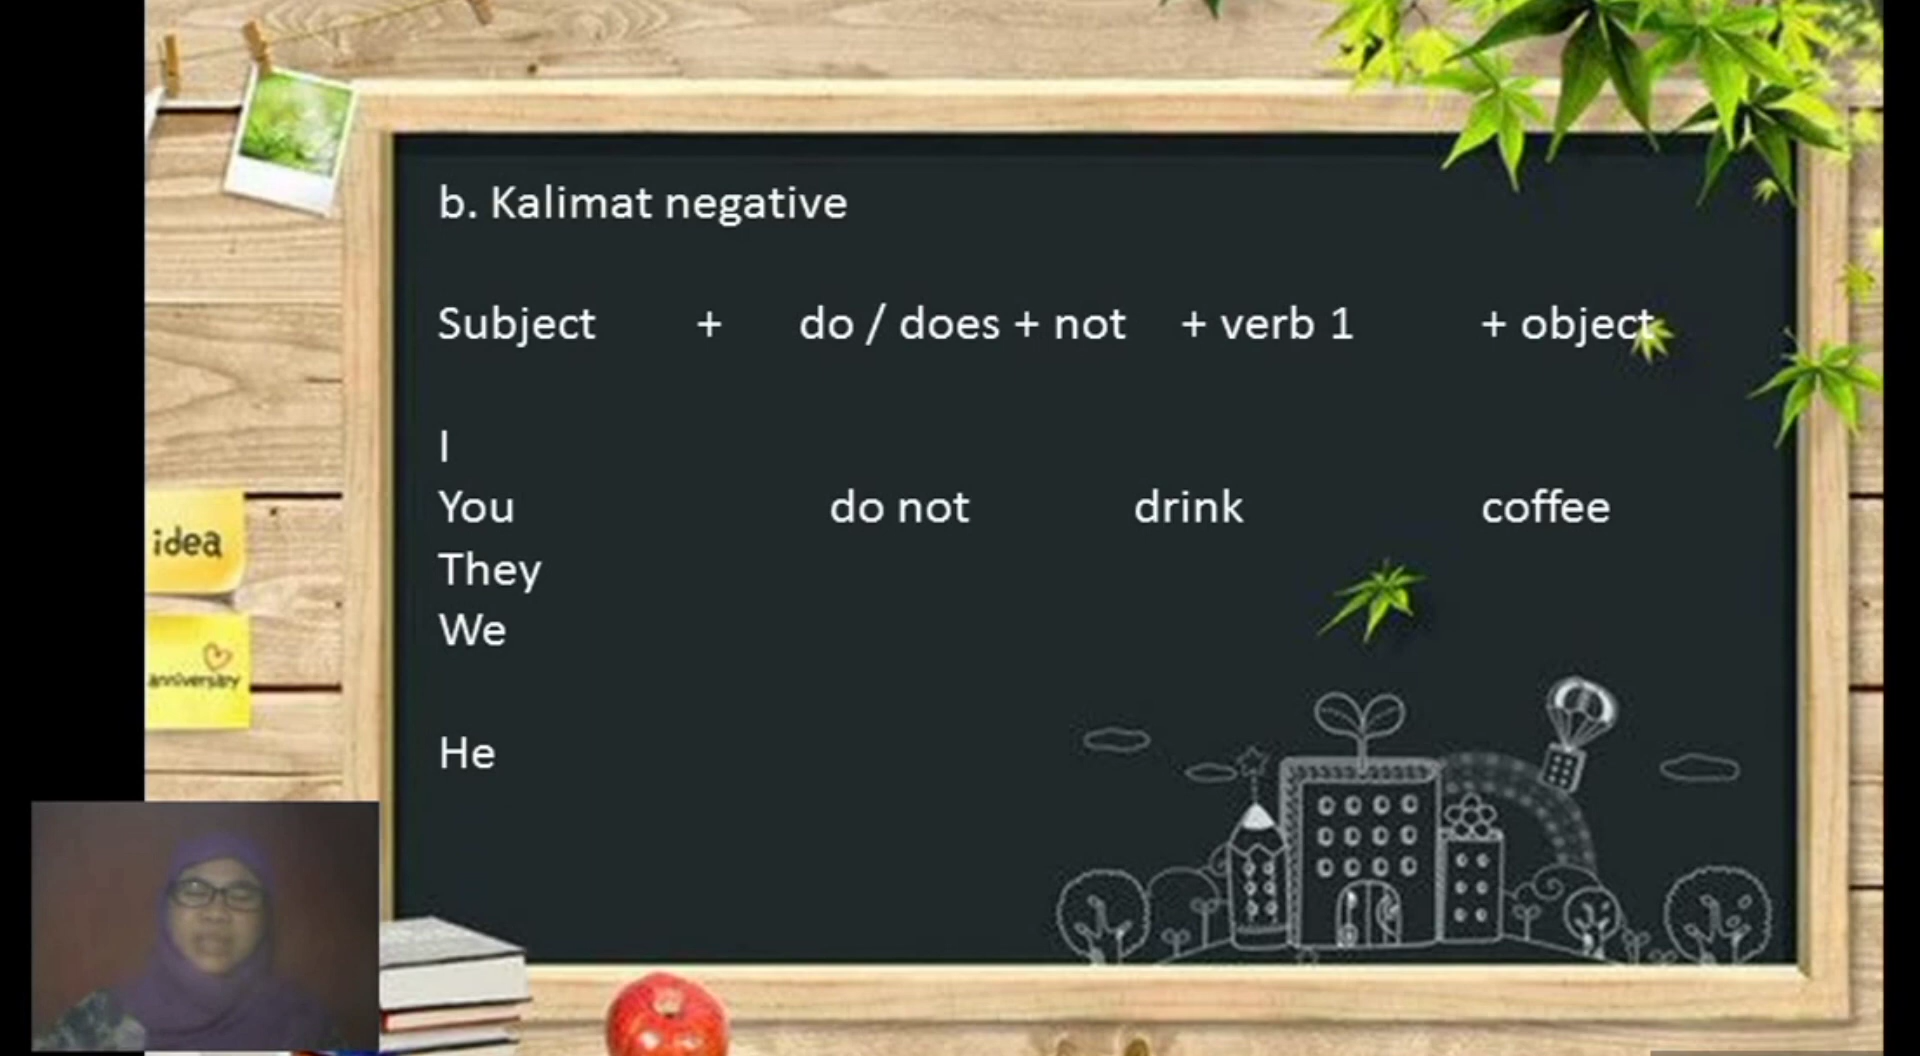 b. Kalimat negative
Subject + do / does + not + verb 1 + object
I
You do not drink coffee
They
We
He
idea
anniversary